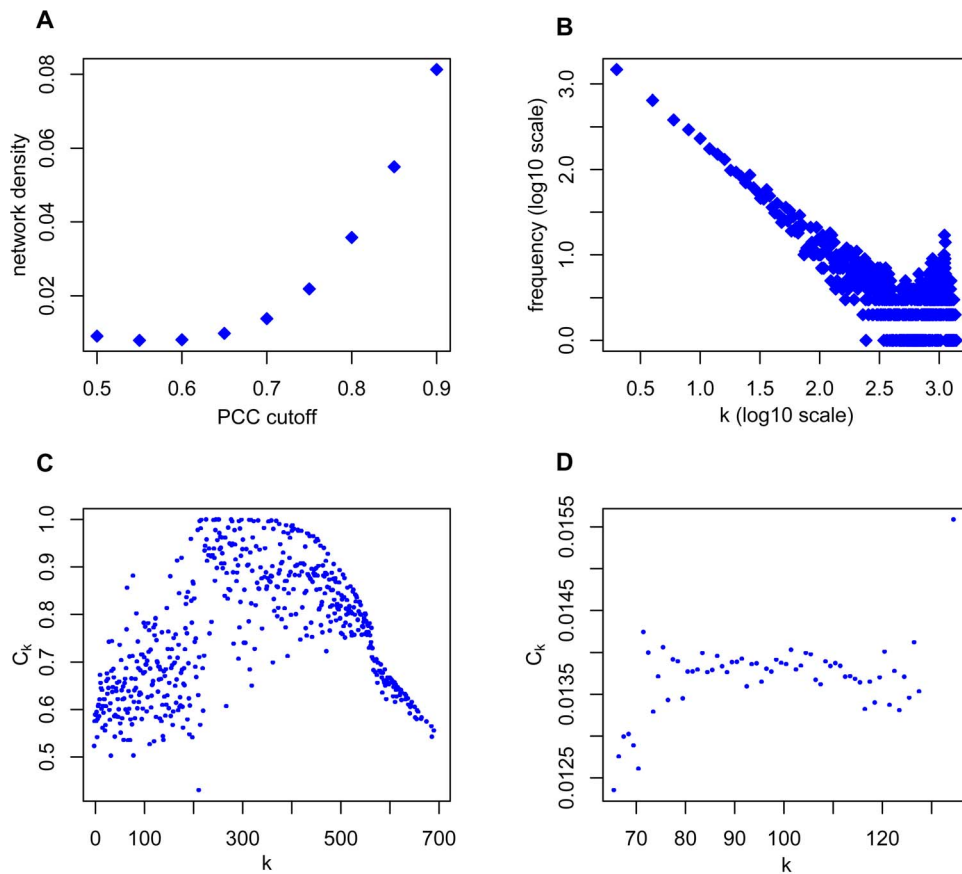 A
network density
0.02 0.04 0.06 0.08
0.5 0.6 0.7 0.8 0.9
PCC cutoff
B
frequency (log10 scale)
0.0 1.0 2.0 3.0
0.5 1.0 1.5 2.0 2.5 3.0
k (log10 scale)
C
Ck
0.5 0.6 0.7 0.8 0.9 1.0
0 100 300 500 700
k
D
Ck
0.0125 0.0135 0.0145 0.0155
70 80 90 100 120
k